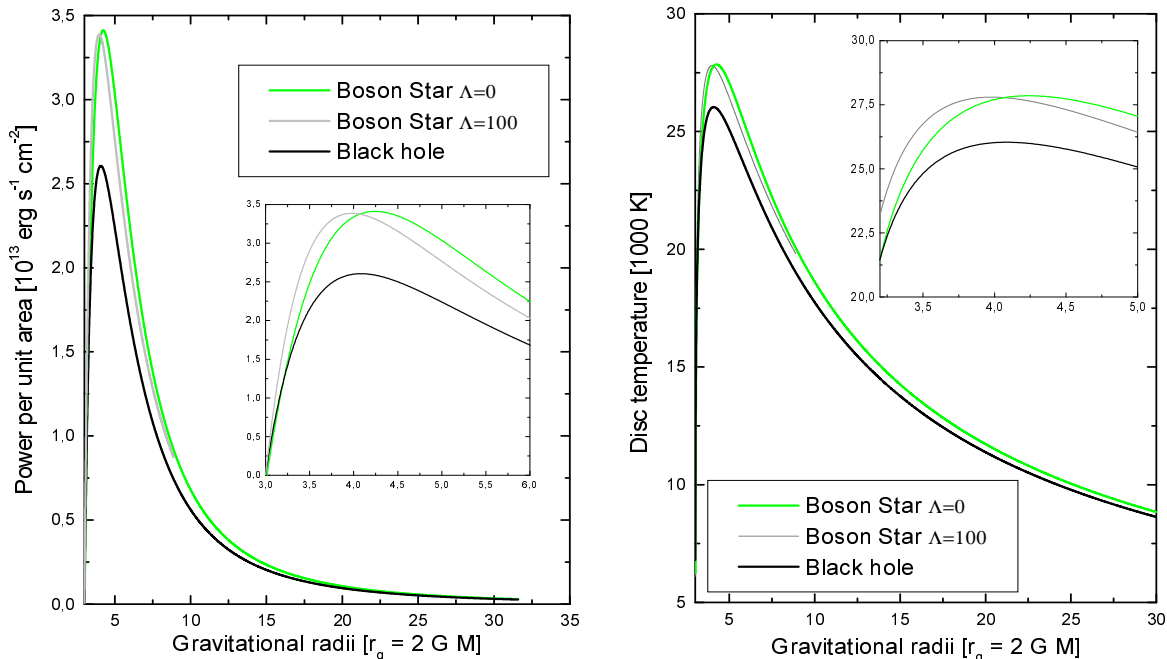 3.5
3.0
2.5
2.0
1.5
1.0
0.5
0.0
Power per unit area [10¹³ erg s⁻¹ cm⁻²]
5 10 15 20 25 30 35
Gravitational radii [r_g = 2 G M]
Boson Star Λ=0
Boson Star Λ=100
Black hole
3,5
3,0
2,5
2,0
1,5
1,0
0,5
0,0
3,0 3,5 4,0 4,5 5,0 5,5 6,0
30
25
20
15
10
5
Disc temperature [1000 K]
5 10 15 20 25 30
Gravitational radii [r_g = 2 G M]
30,0
27,5
25,0
22,5
20,0
3,5 4,0 4,5 5,0
Boson Star Λ=0
Boson Star Λ=100
Black hole